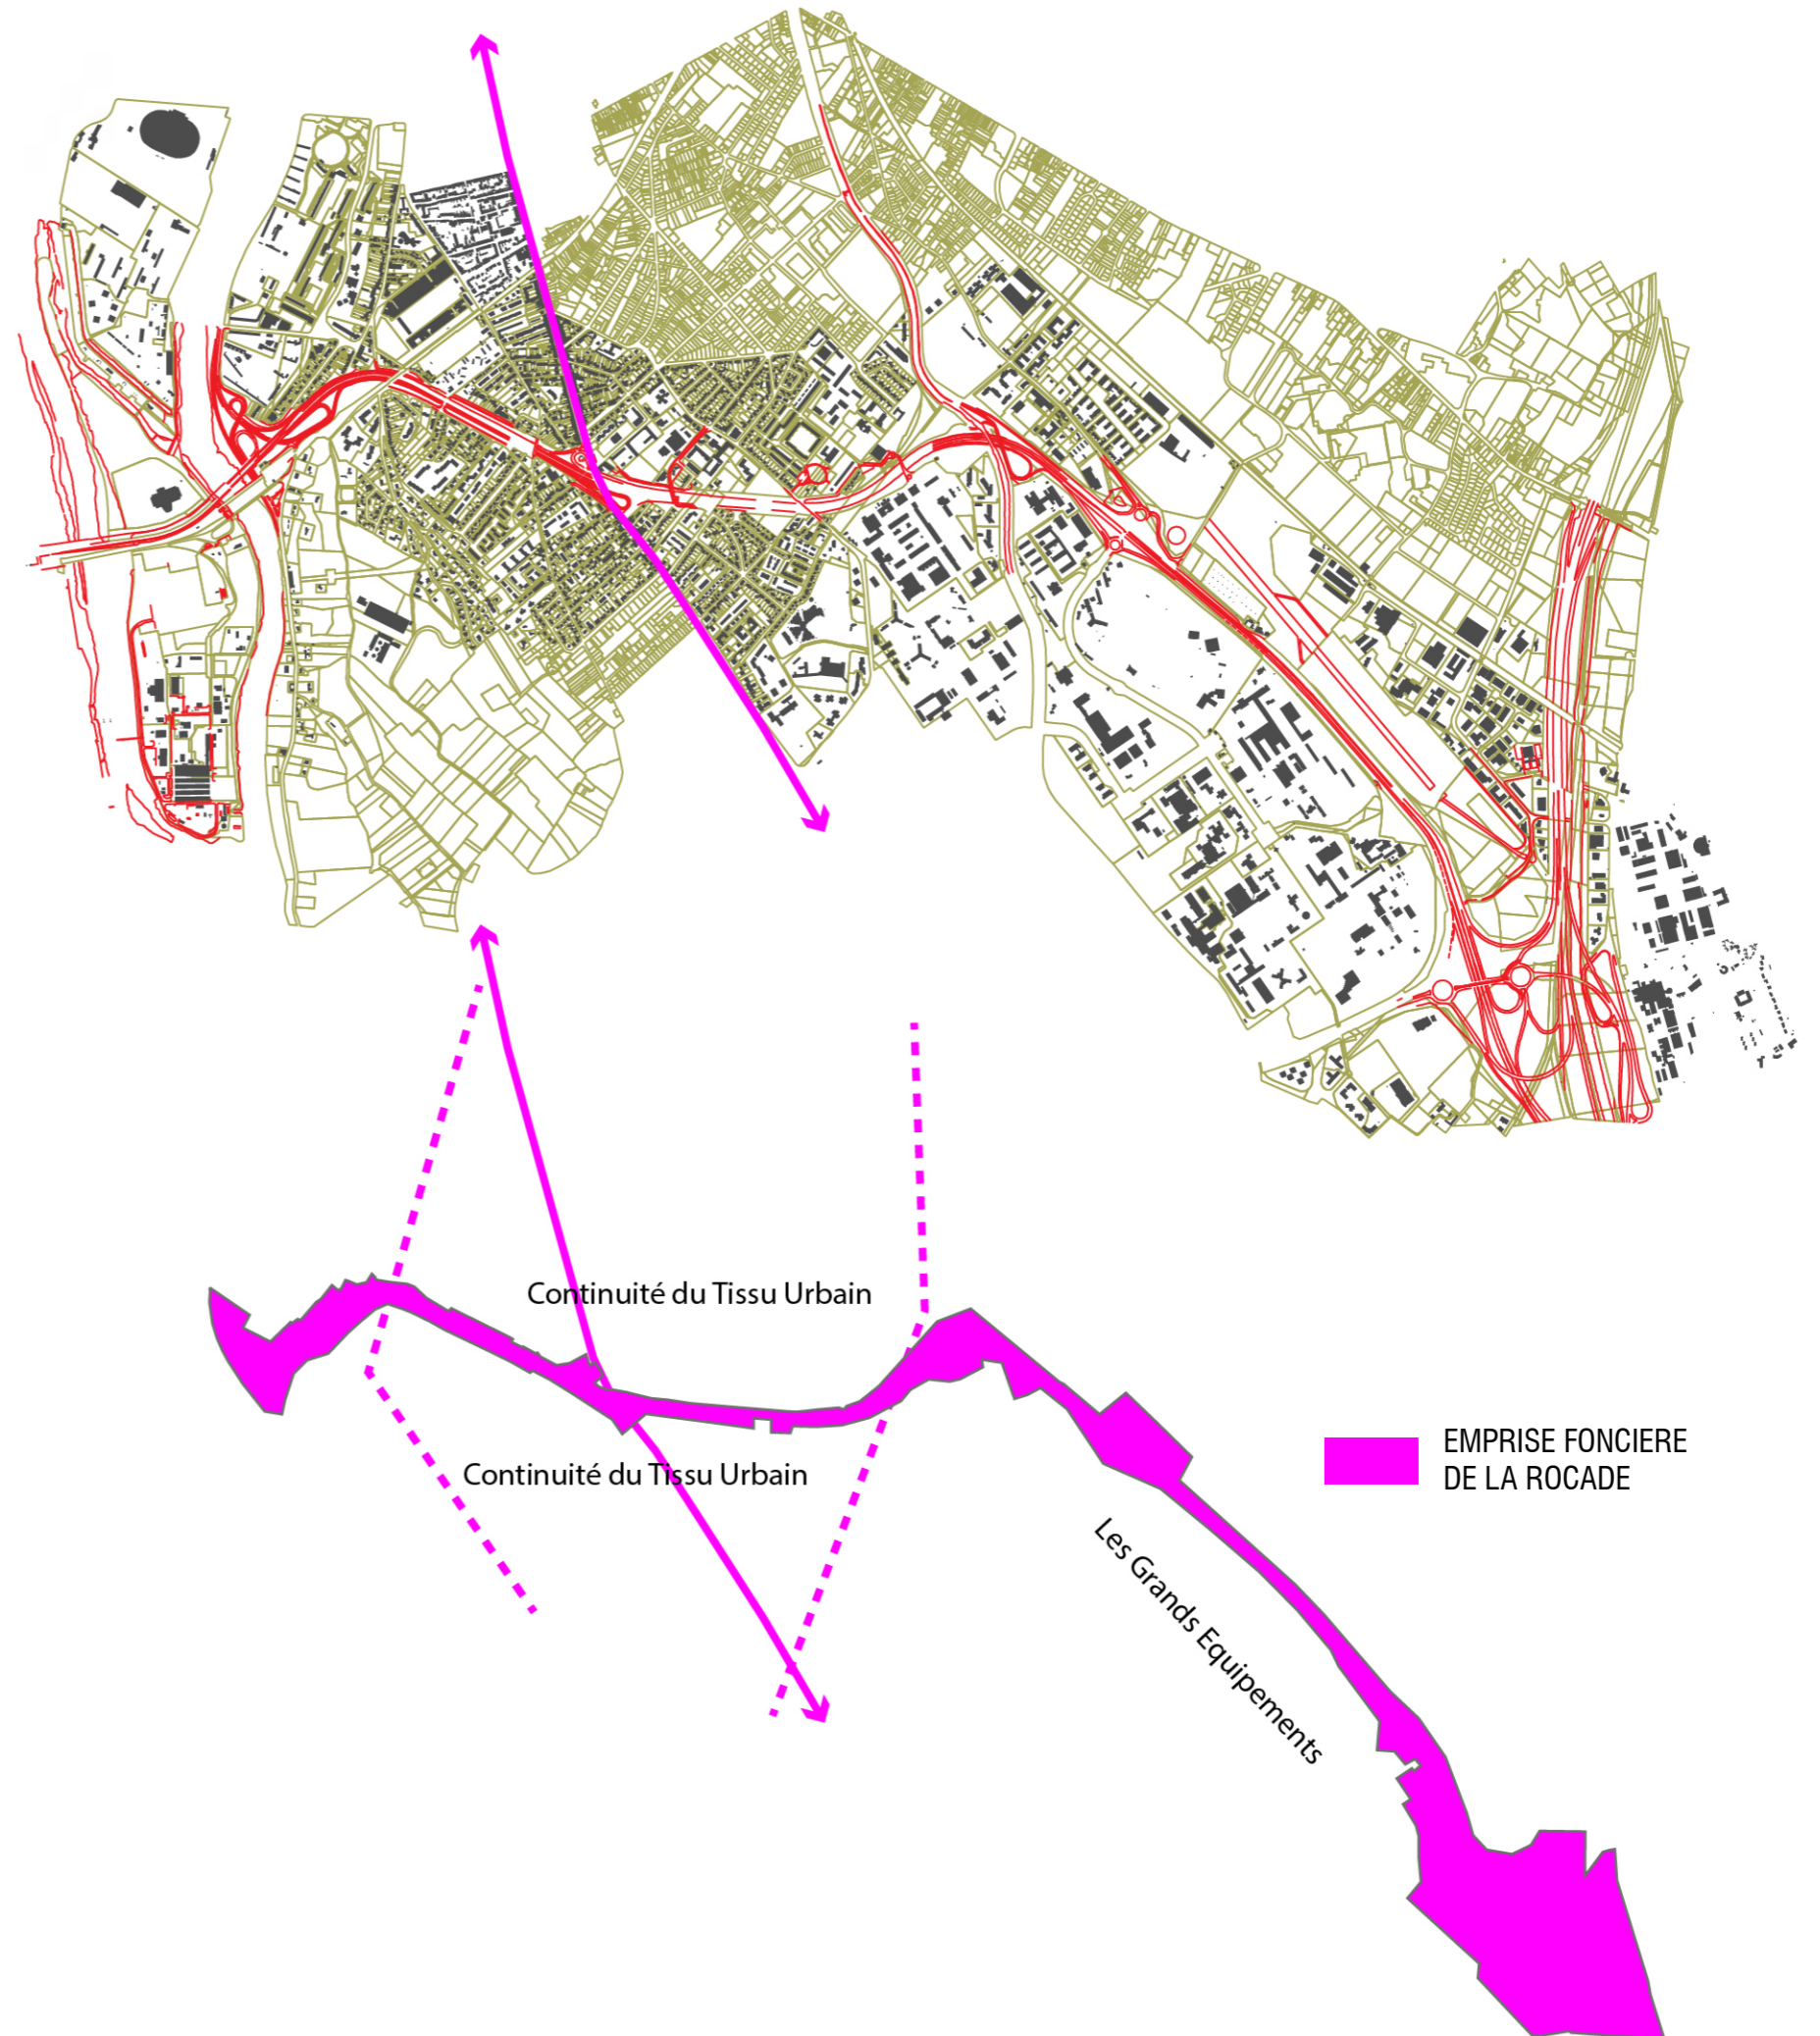 Continuité du Tissu Urbain
Continuité du Tissu Urbain
EMPRISE FONCIERE
DE LA ROCADE
Les Grands Equipements